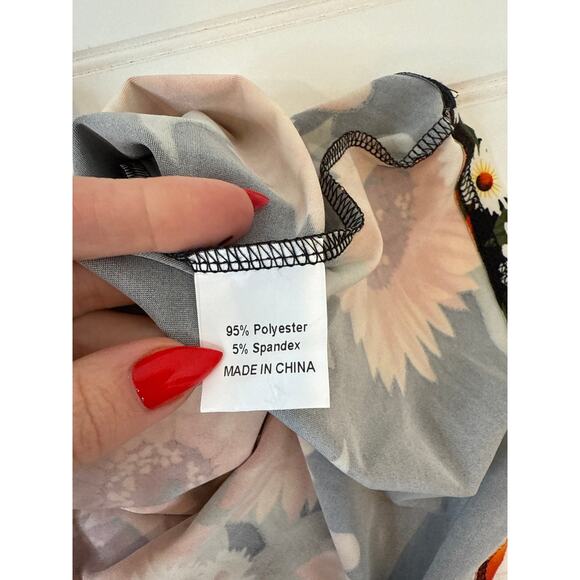 95% Polyester
5% Spandex
MADE IN CHINA